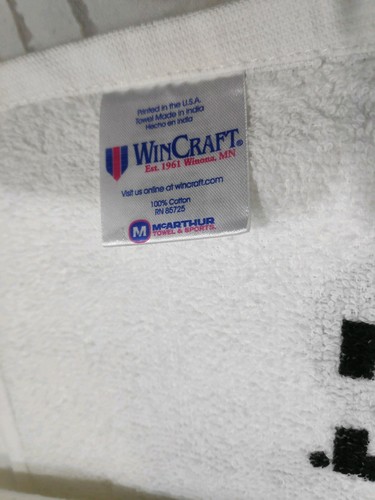 Printed in the U.S.A.
Towel Made in India
Hecho en India
WINCRAFT®
Est. 1961 Winona, MN
Visit us online at wincraft.com
100% Cotton
RN 85725
M McARTHUR
TOWEL & SPORTS.